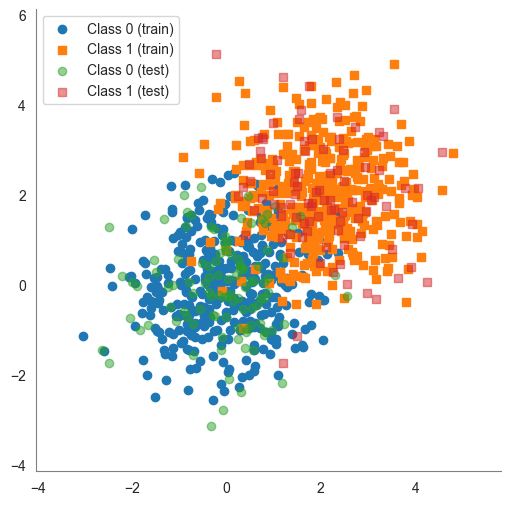 Class 0 (train)
Class 1 (train)
Class 0 (test)
Class 1 (test)
6
4
2
0
−2
−4
−4 −2 0 2 4